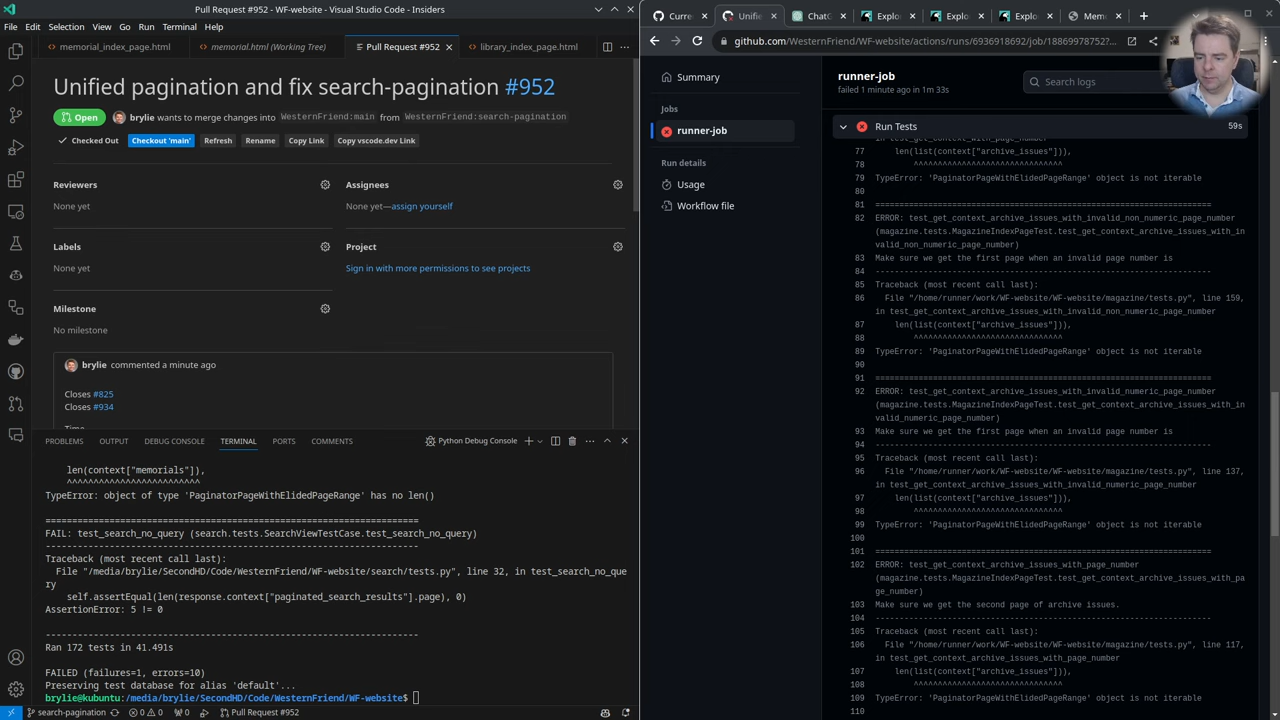 Pull Request #952 - WF-website - Visual Studio Code - Insiders
File Edit Selection View Go Run Terminal Help
memorial_index_page.html memorial.html (Working Tree) Pull Request #952 library_index_page.html
Unified pagination and fix search-pagination #952
Open brylie wants to merge changes into WesternFriend:main from WesternFriend:search-pagination
Checked Out Checkout 'main' Refresh Rename Copy Link Copy vscode.dev Link
Reviewers
None yet
Assignees
None yet—assign yourself
Labels
None yet
Project
Sign in with more permissions to see projects
Milestone
No milestone
brylie commented a minute ago
Closes #825
Closes #934
PROBLEMS OUTPUT DEBUG CONSOLE TERMINAL PORTS COMMENTS Python Debug Console
len(context["memorials"]),
^^^^^^^^^^^^^^^^^^^^^^^^^
TypeError: object of type 'PaginatorPageWithElidedPageRange' has no len()
======================================================================
FAIL: test_search_no_query (search.tests.SearchViewTestCase.test_search_no_query)
----------------------------------------------------------------------
Traceback (most recent call last):
File "/media/brylie/SecondHD/Code/WesternFriend/WF-website/search/tests.py", line 32, in test_search_no_que
ry
self.assertEqual(len(response.context["paginated_search_results"].page), 0)
AssertionError: 5 != 0
----------------------------------------------------------------------
Ran 172 tests in 41.491s
FAILED (failures=1, errors=10)
Preserving test database for alias 'default'...
brylie@kubuntu:/media/brylie/SecondHD/Code/WesternFriend/WF-website$
search-pagination 0 0 0 Pull Request #952
Curre Unifie ChatG Explo Explo Explo Mem
github.com/WesternFriend/WF-website/actions/runs/6936918692/job/18869978752?...
Summary
Jobs
runner-job
Run details
Usage
Workflow file
runner-job
failed 1 minute ago in 1m 33s
Search logs
Run Tests 59s
77 len(list(context["archive_issues"])),
78 ^^^^^^^^^^^^^^^^^^^^^^^^^^^^^^^
79 TypeError: 'PaginatorPageWithElidedPageRange' object is not iterable
80
81 ======================================================================
82 ERROR: test_get_context_archive_issues_with_invalid_non_numeric_page_number
(magazine.tests.MagazineIndexPageTest.test_get_context_archive_issues_with_in
valid_non_numeric_page_number)
83 Make sure we get the first page when an invalid page number is
84 ----------------------------------------------------------------------
85 Traceback (most recent call last):
86 File "/home/runner/work/WF-website/WF-website/magazine/tests.py", line 159,
in test_get_context_archive_issues_with_invalid_non_numeric_page_number
87 len(list(context["archive_issues"])),
88 ^^^^^^^^^^^^^^^^^^^^^^^^^^^^^^^
89 TypeError: 'PaginatorPageWithElidedPageRange' object is not iterable
90
91 ======================================================================
92 ERROR: test_get_context_archive_issues_with_invalid_numeric_page_number
(magazine.tests.MagazineIndexPageTest.test_get_context_archive_issues_with_in
valid_numeric_page_number)
93 Make sure we get the first page when an invalid page number is
94 ----------------------------------------------------------------------
95 Traceback (most recent call last):
96 File "/home/runner/work/WF-website/WF-website/magazine/tests.py", line 137,
in test_get_context_archive_issues_with_invalid_numeric_page_number
97 len(list(context["archive_issues"])),
98 ^^^^^^^^^^^^^^^^^^^^^^^^^^^^^^^
99 TypeError: 'PaginatorPageWithElidedPageRange' object is not iterable
100
101 ======================================================================
102 ERROR: test_get_context_archive_issues_with_page_number
(magazine.tests.MagazineIndexPageTest.test_get_context_archive_issues_with_pa
ge_number)
103 Make sure we get the second page of archive issues.
104 ----------------------------------------------------------------------
105 Traceback (most recent call last):
106 File "/home/runner/work/WF-website/WF-website/magazine/tests.py", line 117,
in test_get_context_archive_issues_with_page_number
107 len(list(context["archive_issues"])),
108 ^^^^^^^^^^^^^^^^^^^^^^^^^^^^^^^
109 TypeError: 'PaginatorPageWithElidedPageRange' object is not iterable
110